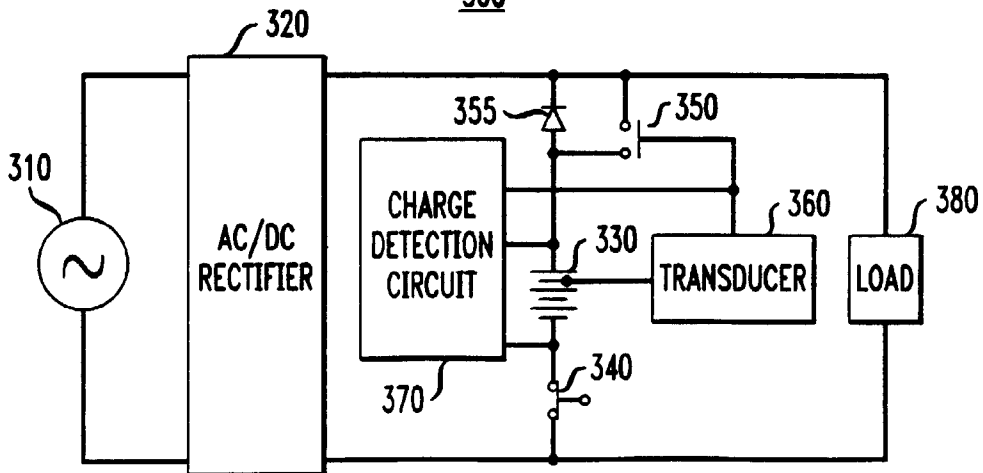 320
355
350
310
AC/DC
RECTIFIER
CHARGE
DETECTION
CIRCUIT
330
360
TRANSDUCER
380
LOAD
370
340